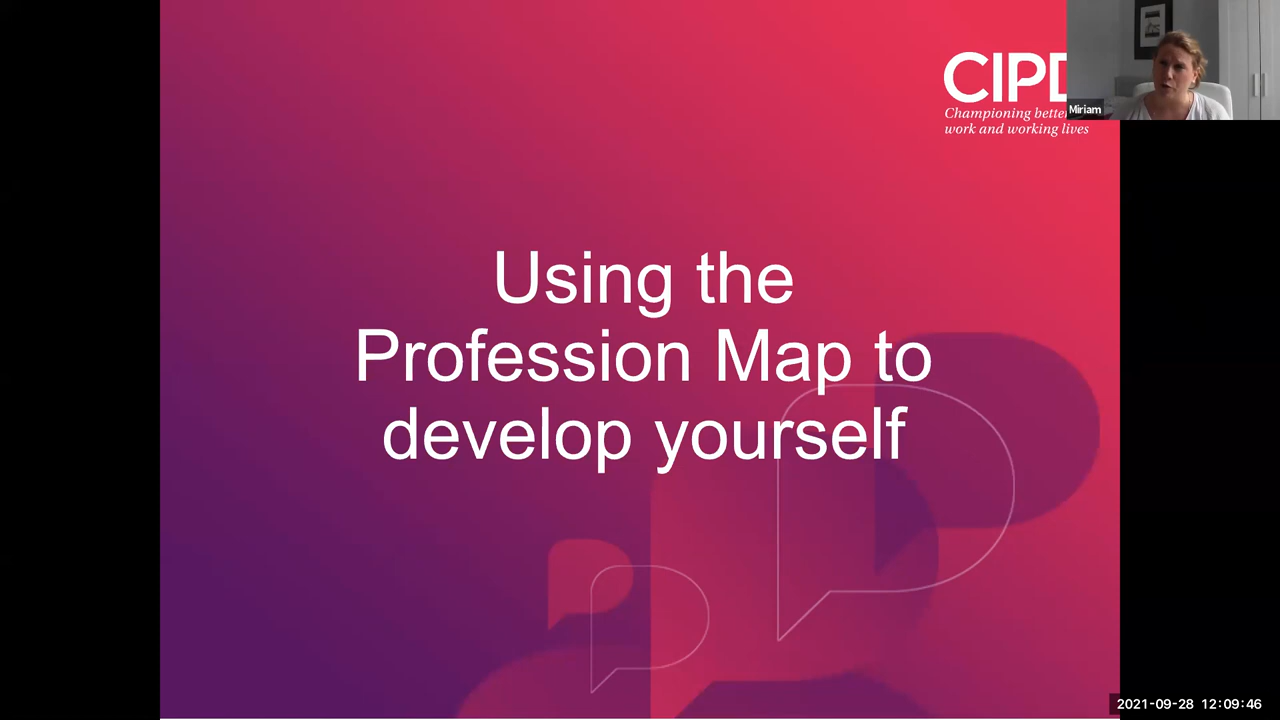 CIPD
Championing better
work and working lives
Miriam
Using the
Profession Map to
develop yourself
2021-09-28 12:09:46